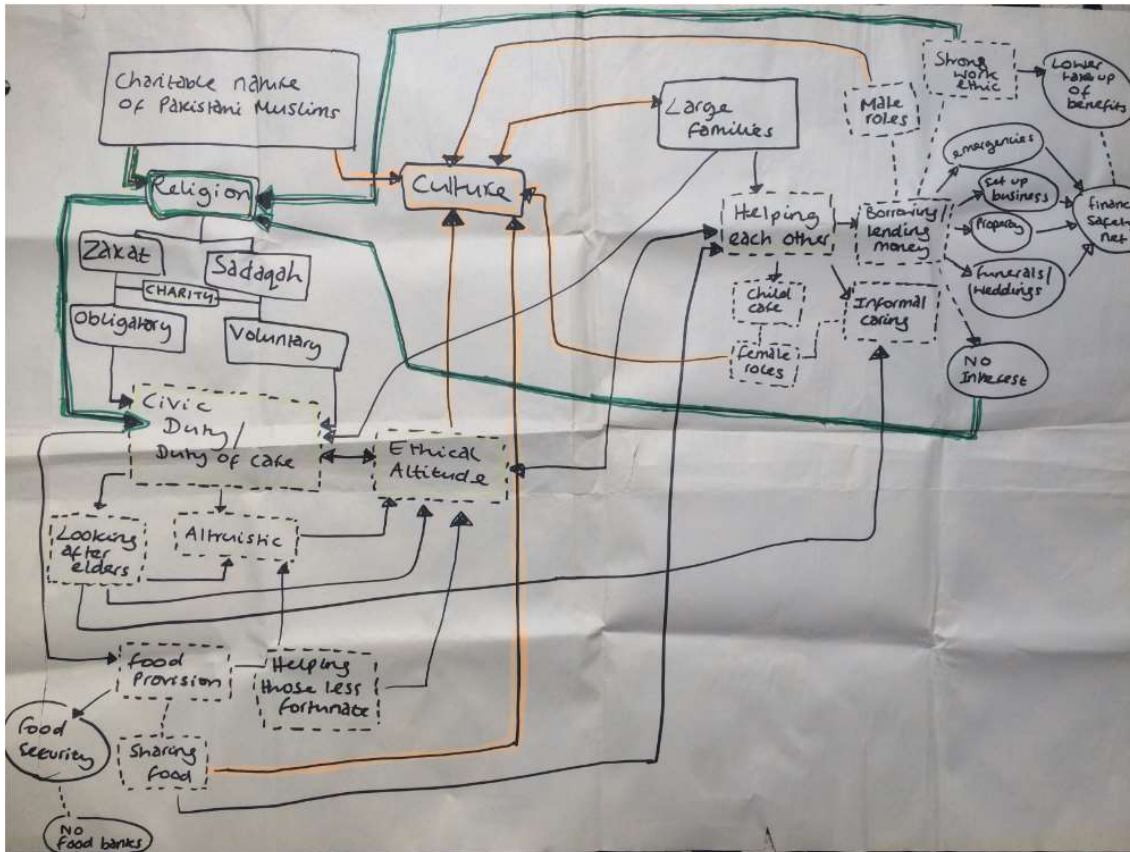 Charitable nature
of Pakistani Muslims
Religion
Culture
Large
families
Male
roles
Strong
work
ethic
Lower
take up
of
benefits
Zakat
Sadaqah
CHARITY
Obligatory
Voluntary
Helping
each other
Borrowing
lending
money
emergencies
Set up
business
Property
funerals/
weddings
Safety
net
Child
care
female
roles
Informal
caring
NO
Interest
Civic
Duty/
Duty of care
Ethical
Altitude
Looking
after
elders
Altruistic
food
Provision
Helping
those less
fortunate
food
Security
Sharing
food
NO
food banks